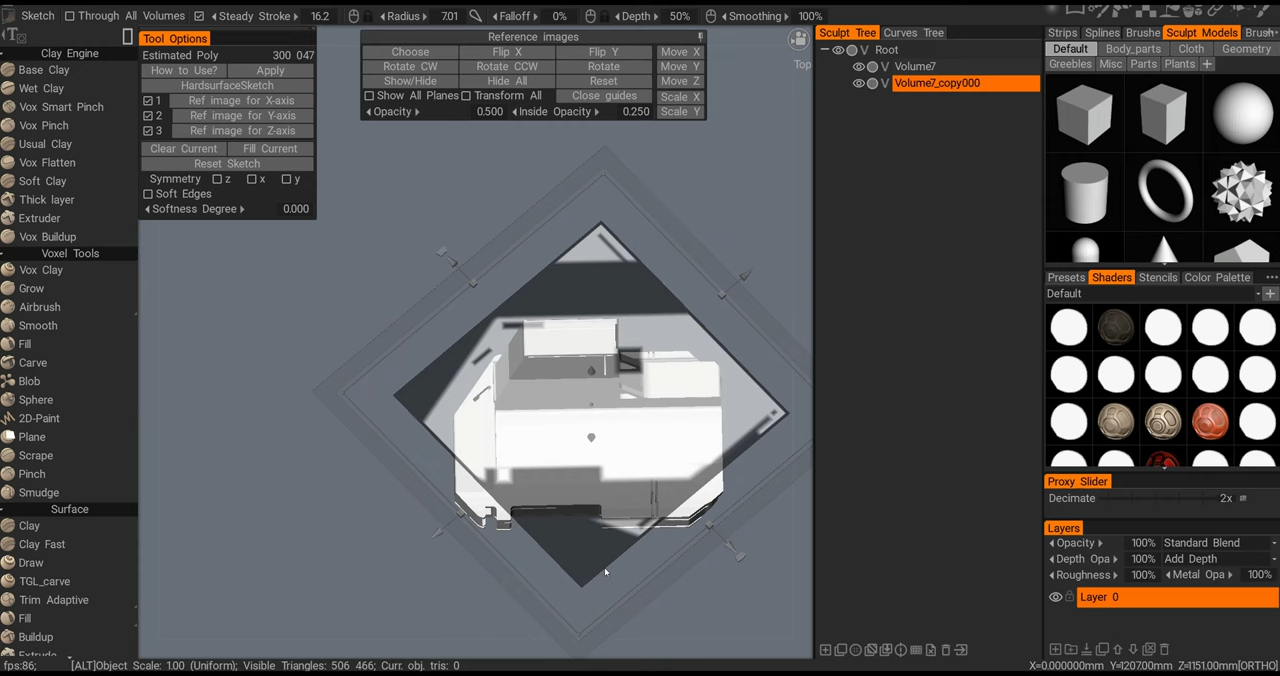 Sketch Through All Volumes Steady Stroke 16.2 Radius 7.01 Falloff 0% Depth 50% Smoothing 100%
Clay Engine
Base Clay
Wet Clay
Vox Smart Pinch
Vox Pinch
Usual Clay
Vox Flatten
Soft Clay
Thick layer
Extruder
Vox Buildup
Voxel Tools
Vox Clay
Grow
Airbrush
Smooth
Fill
Carve
Blob
Sphere
2D-Paint
Plane
Scrape
Pinch
Smudge
Surface
Clay
Clay Fast
Draw
TGL_carve
Trim Adaptive
Fill
Buildup
Tool Options
Estimated Poly 300 047
How to Use? Apply
HardsurfaceSketch
1 Ref image for X-axis
2 Ref image for Y-axis
3 Ref image for Z-axis
Clear Current Fill Current
Reset Sketch
Symmetry z x y
Soft Edges
Softness Degree 0.000
Reference images
Choose Flip X Flip Y Move X
Rotate CW Rotate CCW Rotate Move Y
Show/Hide Hide All Reset Move Z
Show All Planes Transform All Close guides Scale X
Opacity 0.500 Inside Opacity 0.250 Scale Y
Top
Sculpt Tree Curves Tree
V Root
V Volume7
V Volume7_copy000
Strips Splines Brushe Sculpt Models Brush
Default Body_parts Cloth Geometry
Greebles Misc Parts Plants +
Presets Shaders Stencils Color Palette
Default
Proxy Slider
Decimate 2x
Layers
Opacity 100% Standard Blend
Depth Opa 100% Add Depth
Roughness 100% Metal Opa 100%
Layer 0
fps:86; [ALT]Object Scale: 1.00 (Uniform); Visible Triangles: 506 466; Curr. obj. tris: 0
X=0.000000mm Y=1207.00mm Z=1151.00mm[ORTHO]